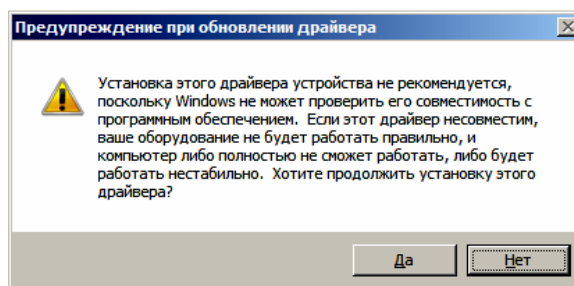 Предупреждение при обновлении драйвера
Установка этого драйвера устройства не рекомендуется,
поскольку Windows не может проверить его совместимость с
программным обеспечением.  Если этот драйвер несовместим,
ваше оборудование не будет работать правильно, и
компьютер либо полностью не сможет работать, либо будет
работать нестабильно.  Хотите продолжить установку этого
драйвера?
Да
Нет